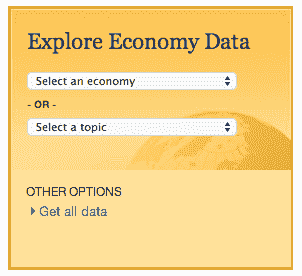 Explore Economy Data
Select an economy
- OR -
Select a topic
OTHER OPTIONS
Get all data